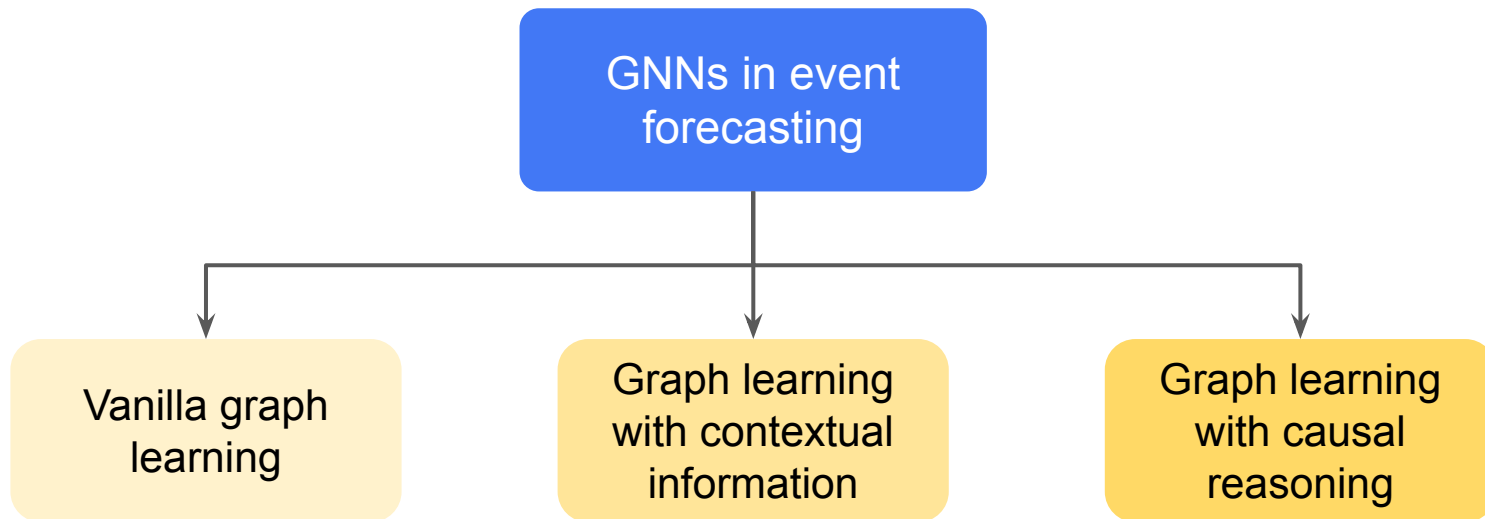 GNNs in event
forecasting
Vanilla graph
learning
Graph learning
with contextual
information
Graph learning
with causal
reasoning